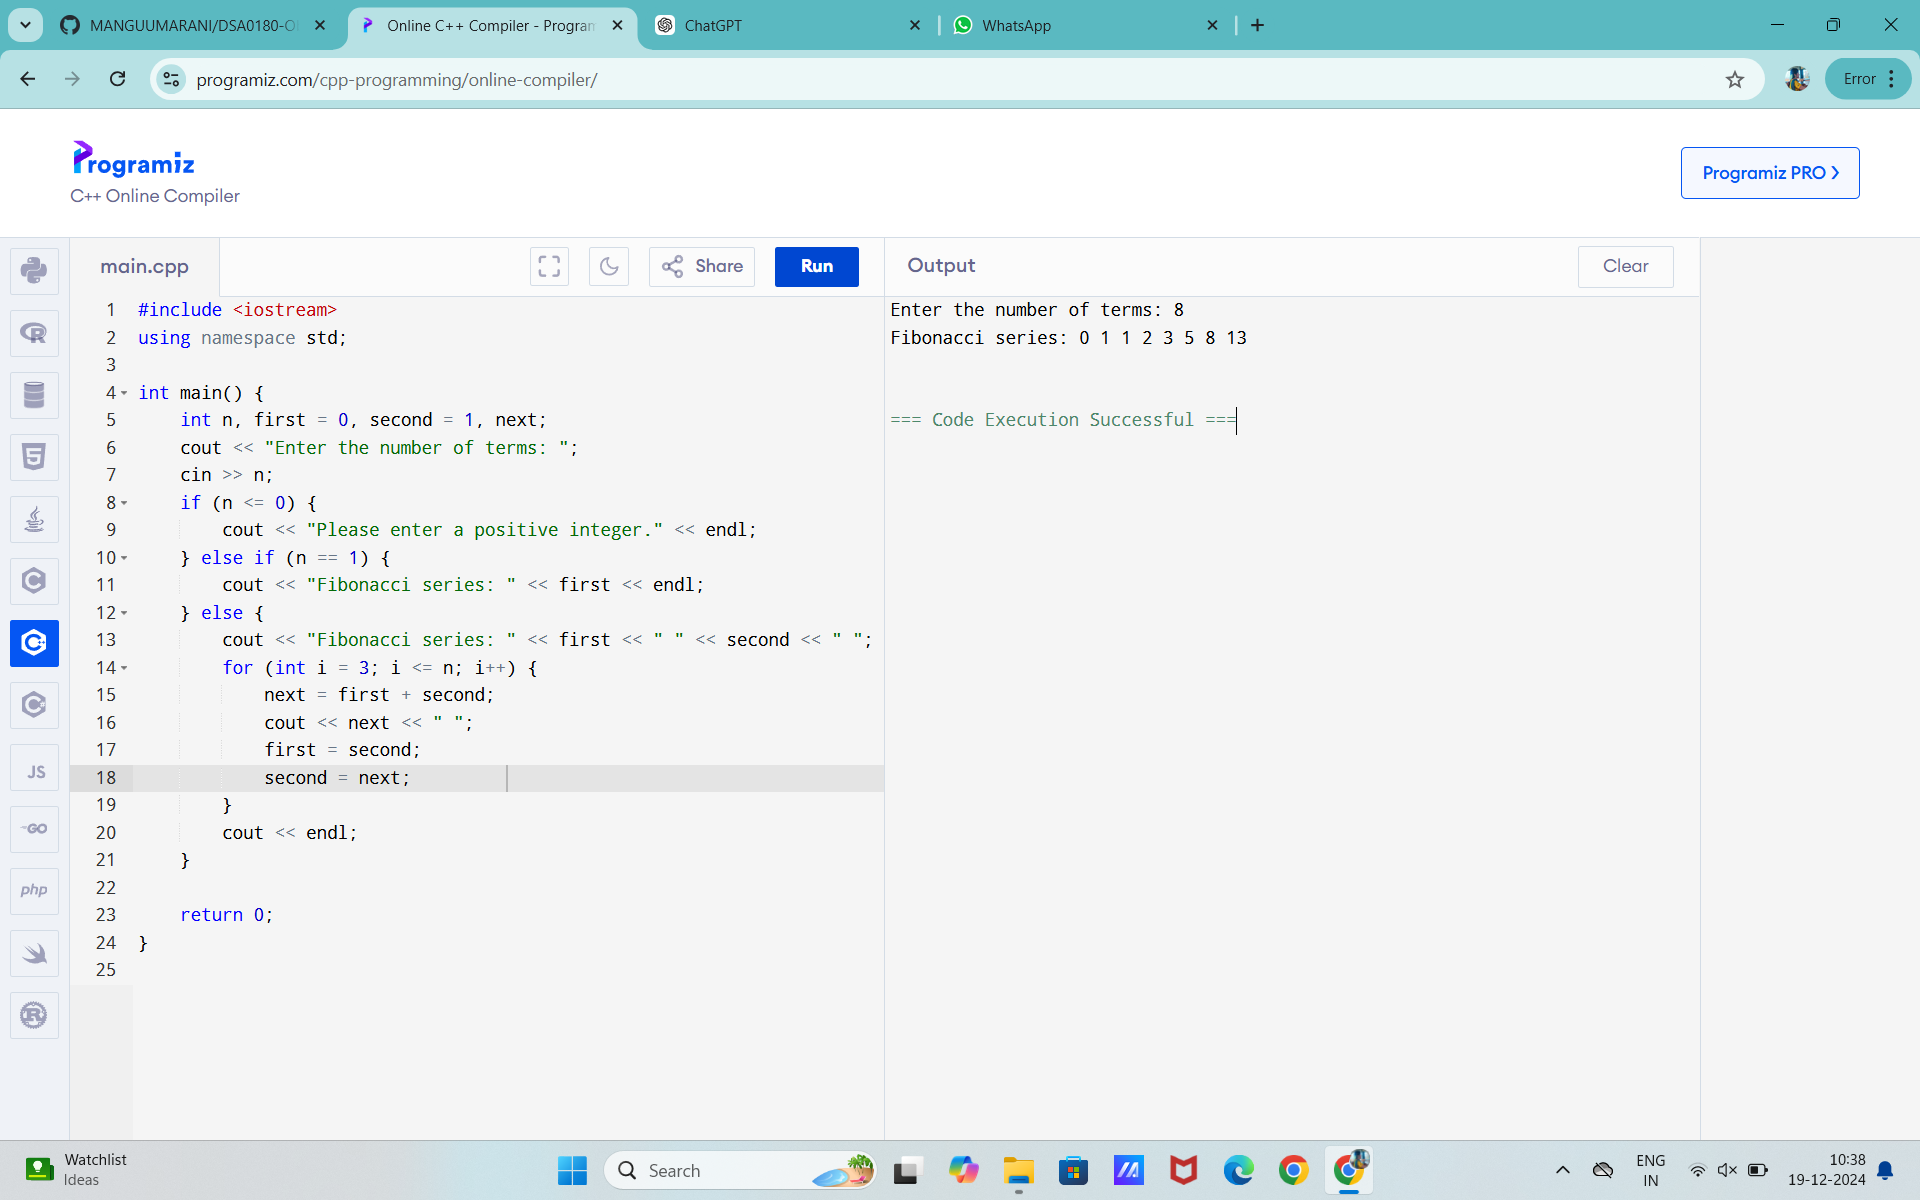 MANGUUMARANI/DSA0180-O
Online C++ Compiler - Program
ChatGPT
WhatsApp
programiz.com/cpp-programming/online-compiler/
Error
Programiz
C++ Online Compiler
Programiz PRO
main.cpp
Share
Run
Output
Clear
1 #include <iostream>
2 using namespace std;
3
4 int main() {
5     int n, first = 0, second = 1, next;
6     cout << "Enter the number of terms: ";
7     cin >> n;
8     if (n <= 0) {
9         cout << "Please enter a positive integer." << endl;
10     } else if (n == 1) {
11         cout << "Fibonacci series: " << first << endl;
12     } else {
13         cout << "Fibonacci series: " << first << " " << second << " ";
14         for (int i = 3; i <= n; i++) {
15             next = first + second;
16             cout << next << " ";
17             first = second;
18             second = next;
19         }
20         cout << endl;
21     }
22
23     return 0;
24 }
25
Enter the number of terms: 8
Fibonacci series: 0 1 1 2 3 5 8 13
=== Code Execution Successful ===
JS
GO
php
Watchlist
Ideas
Search
ENG
IN
10:38
19-12-2024